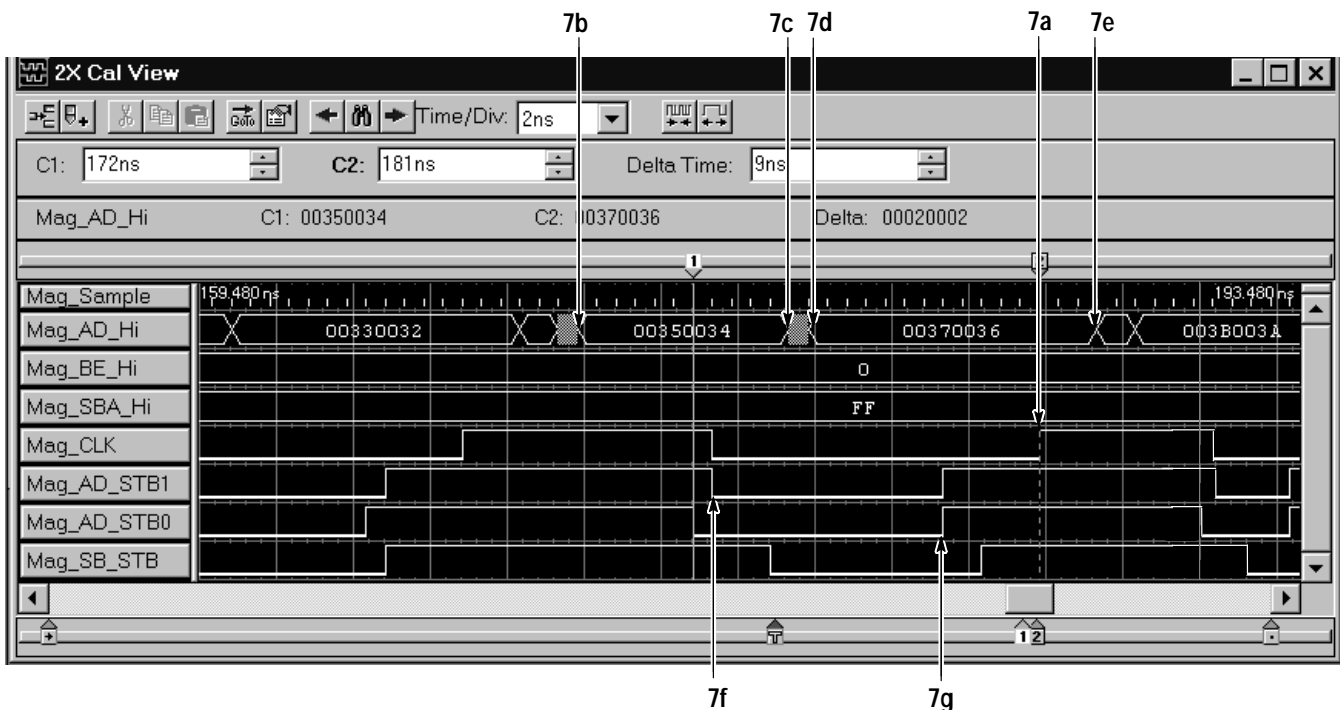 7b 7c 7d 7a 7e
2X Cal View
Goto Time/Div: 2ns
C1: 172ns C2: 181ns Delta Time: 9ns
Mag_AD_Hi C1: 00350034 C2: 00370036 Delta: 00020002
1 2
Mag_Sample 159.480 ns 193.480 ns
Mag_AD_Hi 00330032 00350034 00370036 003B003A
Mag_BE_Hi 0
Mag_SBA_Hi FF
Mag_CLK
Mag_AD_STB1
Mag_AD_STB0
Mag_SB_STB
T 1 2
7f 7g